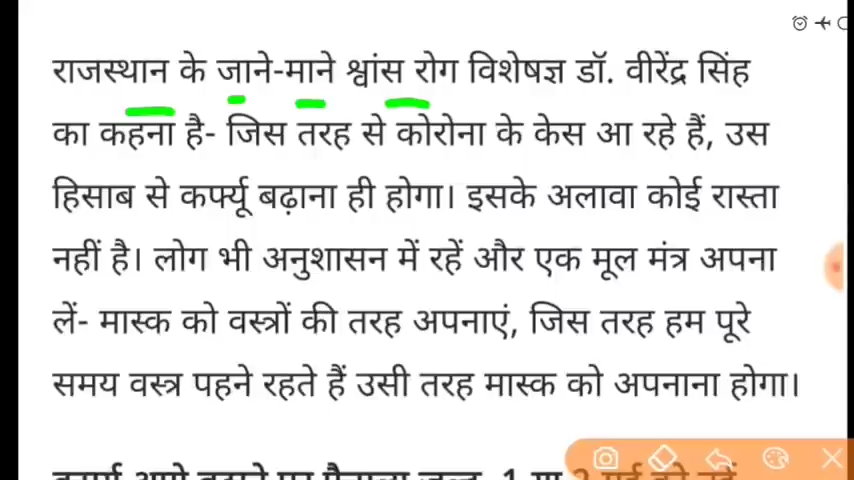 राजस्थान के जाने-माने श्वांस रोग विशेषज्ञ डॉ. वीरेंद्र सिंह
का कहना है- जिस तरह से कोरोना के केस आ रहे हैं, उस
हिसाब से कर्फ्यू बढ़ाना ही होगा। इसके अलावा कोई रास्ता
नहीं है। लोग भी अनुशासन में रहें और एक मूल मंत्र अपना
लें- मास्क को वस्त्रों की तरह अपनाएं, जिस तरह हम पूरे
समय वस्त्र पहने रहते हैं उसी तरह मास्क को अपनाना होगा।